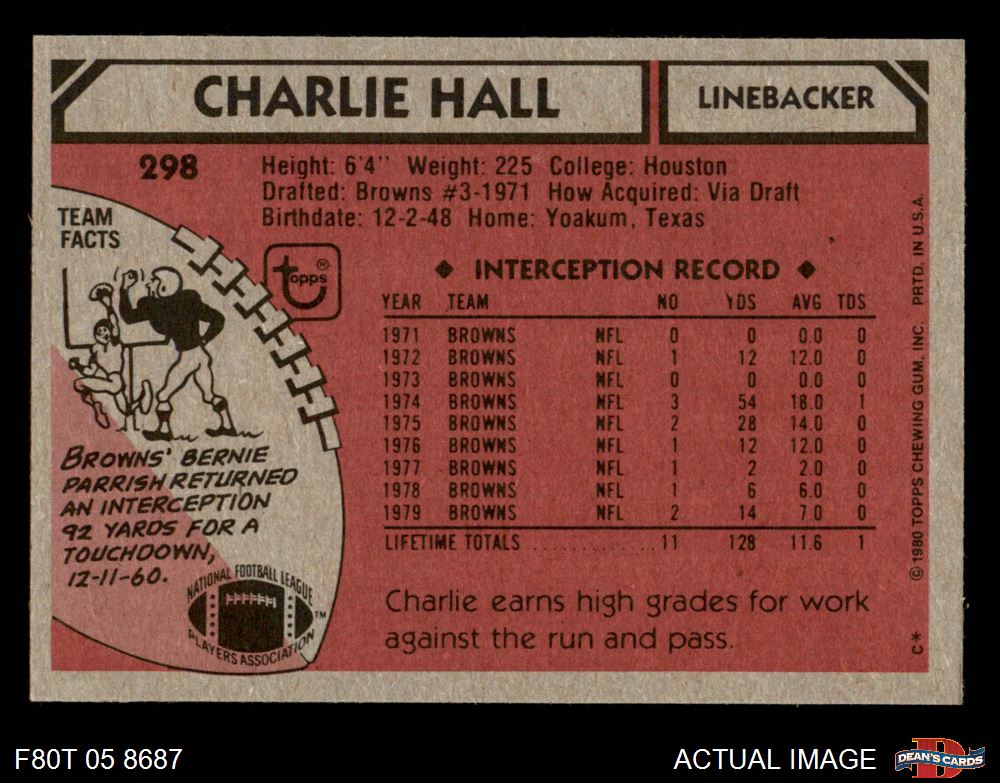 CHARLIE HALL
LINEBACKER
298
Height: 6'4" Weight: 225 College: Houston
Drafted: Browns #3-1971 How Acquired: Via Draft
Birthdate: 12-2-48 Home: Yoakum, Texas
TEAM
FACTS
topps®
◆ INTERCEPTION RECORD ◆
YEAR TEAM NO YDS AVG TDS
1971 BROWNS NFL 0 0 0.0 0
1972 BROWNS NFL 1 12 12.0 0
1973 BROWNS NFL 0 0 0.0 0
1974 BROWNS NFL 3 54 18.0 1
1975 BROWNS NFL 2 28 14.0 0
1976 BROWNS NFL 1 12 12.0 0
1977 BROWNS NFL 1 2 2.0 0
1978 BROWNS NFL 1 6 6.0 0
1979 BROWNS NFL 2 14 7.0 0
LIFETIME TOTALS .............. 11 128 11.6 1
BROWNS' BERNIE
PARRISH RETURNED
AN INTERCEPTION
92 YARDS FOR A
TOUCHDOWN,
12-11-60.
NATIONAL FOOTBALL LEAGUE
PLAYERS ASSOCIATION
TM
Charlie earns high grades for work
against the run and pass.
© 1980 TOPPS CHEWING GUM, INC. PRTD. IN U.S.A.
C*
F80T 05 8687
ACTUAL IMAGE
D
DEAN'S CARDS